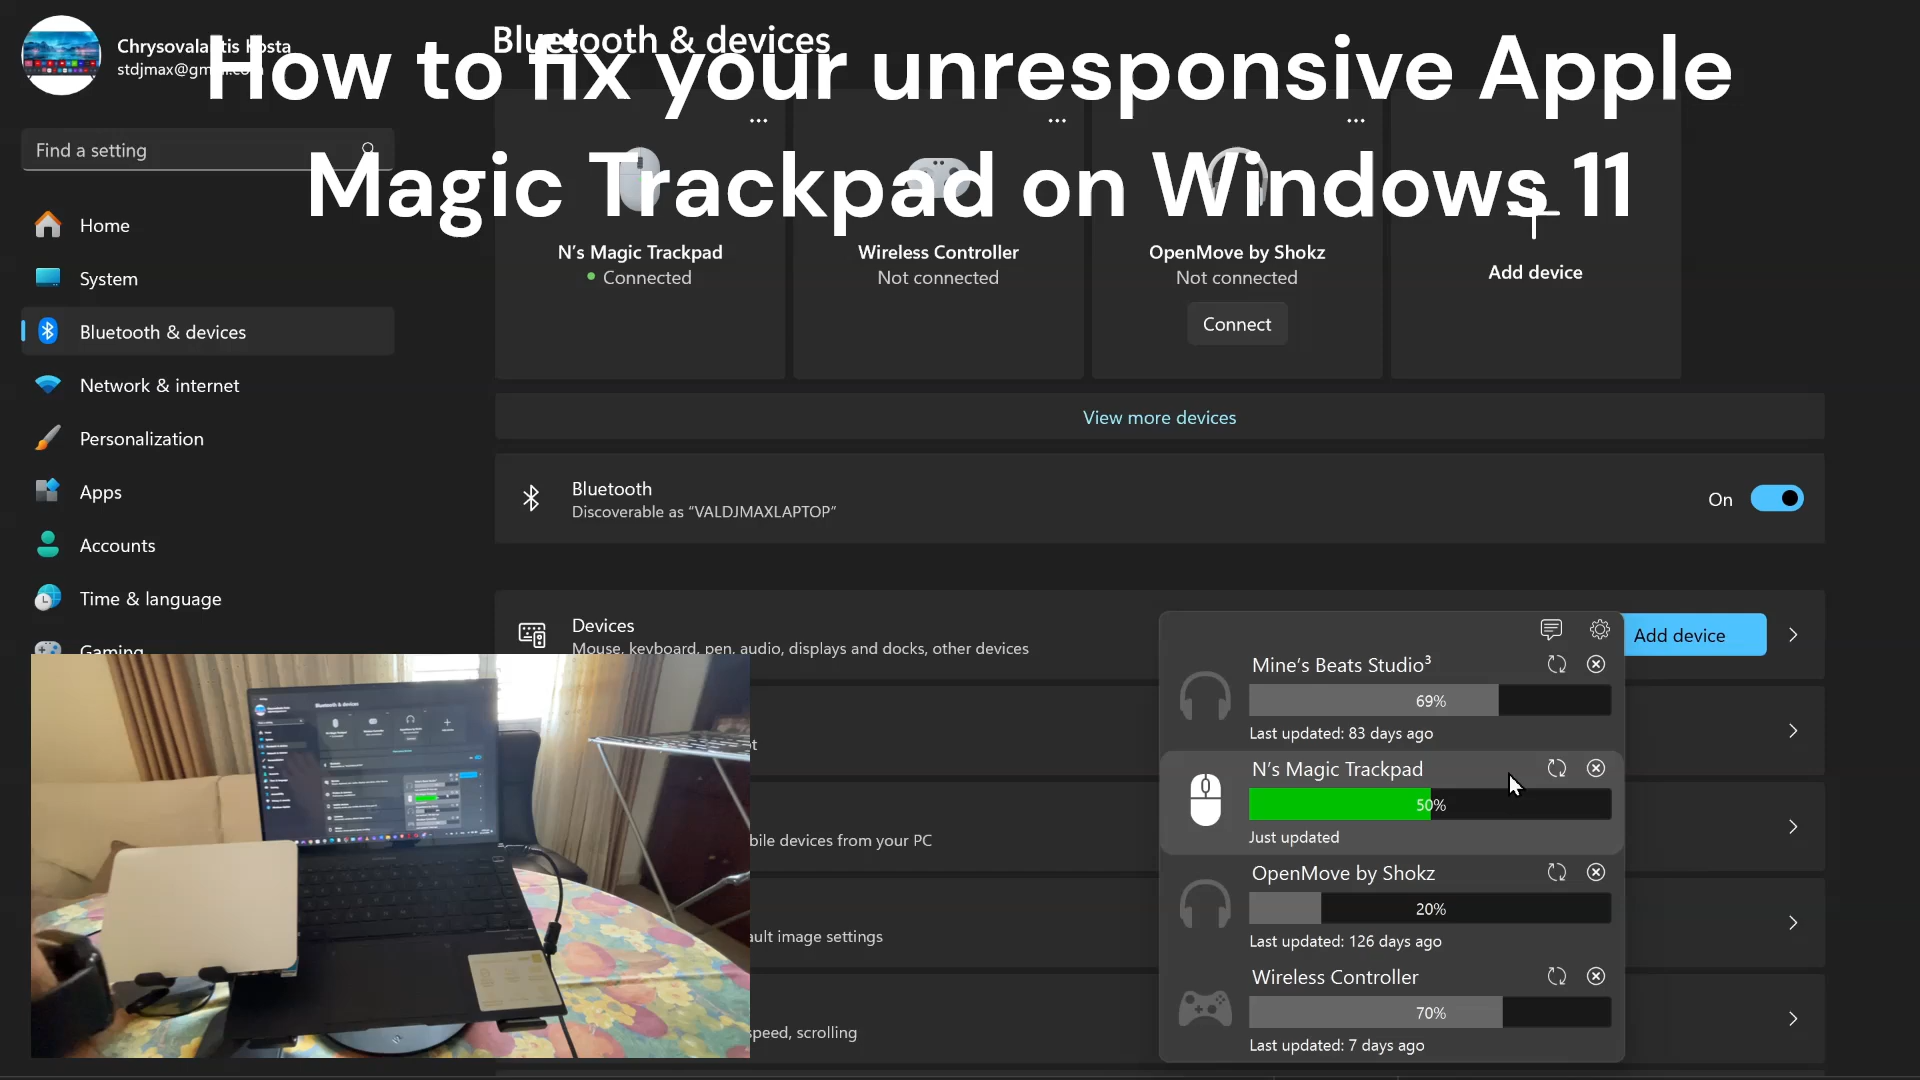 How to fix your unresponsive Apple
Magic Trackpad on Windows 11
Bluetooth & devices
Find a setting
Home
System
Bluetooth & devices
Network & internet
Personalization
Apps
Accounts
Time & language
Gaming
N’s Magic Trackpad
Connected
Wireless Controller
Not connected
OpenMove by Shokz
Not connected
Connect
Add device
View more devices
Bluetooth
Discoverable as “VALDJMAXLAPTOP”
On
Devices
Mouse, keyboard, pen, audio, displays and docks, other devices
Add device
bile devices from your PC
ault image settings
speed, scrolling
Mine’s Beats Studio³
69%
Last updated: 83 days ago
N’s Magic Trackpad
50%
Just updated
OpenMove by Shokz
20%
Last updated: 126 days ago
Wireless Controller
70%
Last updated: 7 days ago